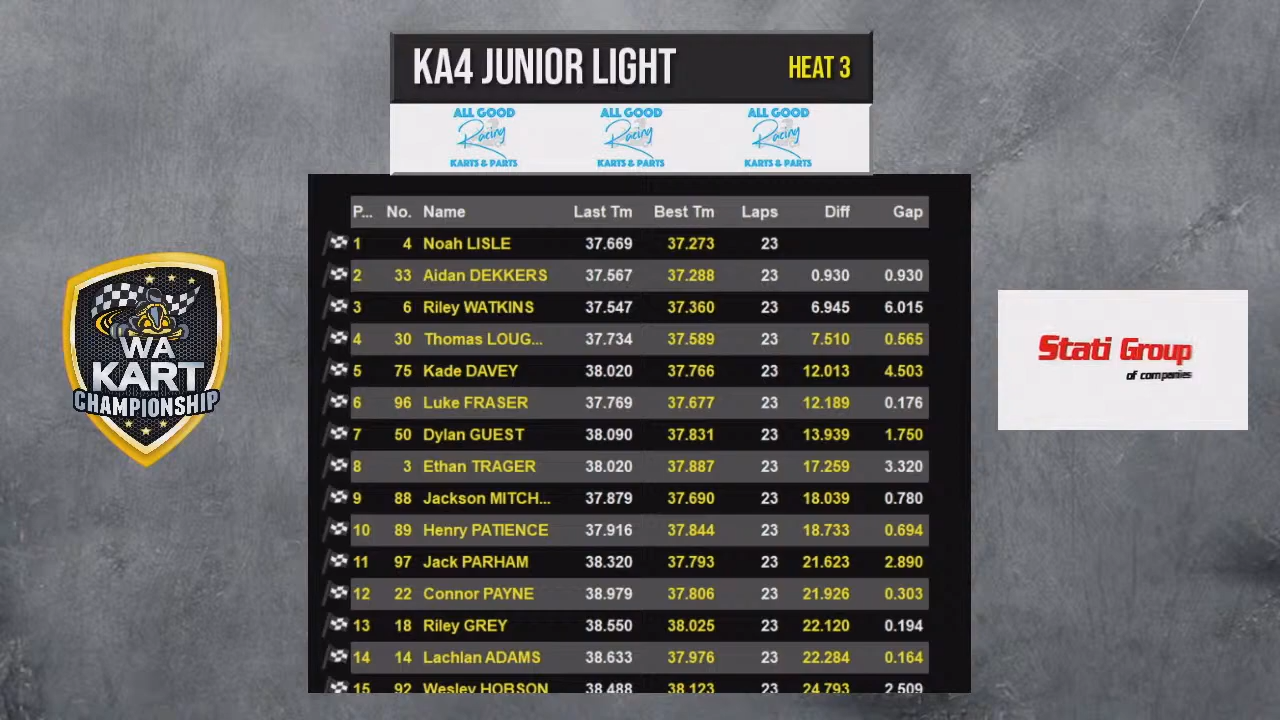 KA4 JUNIOR LIGHT HEAT 3
ALL GOOD ALL GOOD ALL GOOD
Racing Racing Racing
KARTS & PARTS KARTS & PARTS KARTS & PARTS
P... No. Name Last Tm Best Tm Laps Diff Gap
1 4 Noah LISLE 37.669 37.273 23
2 33 Aidan DEKKERS 37.567 37.288 23 0.930 0.930
3 6 Riley WATKINS 37.547 37.360 23 6.945 6.015
4 30 Thomas LOUG... 37.734 37.589 23 7.510 0.565
5 75 Kade DAVEY 38.020 37.766 23 12.013 4.503
6 96 Luke FRASER 37.769 37.677 23 12.189 0.176
7 50 Dylan GUEST 38.090 37.831 23 13.939 1.750
8 3 Ethan TRAGER 38.020 37.887 23 17.259 3.320
9 88 Jackson MITCH... 37.879 37.690 23 18.039 0.780
10 89 Henry PATIENCE 37.916 37.844 23 18.733 0.694
11 97 Jack PARHAM 38.320 37.793 23 21.623 2.890
12 22 Connor PAYNE 38.979 37.806 23 21.926 0.303
13 18 Riley GREY 38.550 38.025 23 22.120 0.194
14 14 Lachlan ADAMS 38.633 37.976 23 22.284 0.164
15 92 Wesley HOBSON 38.488 38.123 23 24.793 2.509
WA
KART
CHAMPIONSHIP
Stati Group
of companies